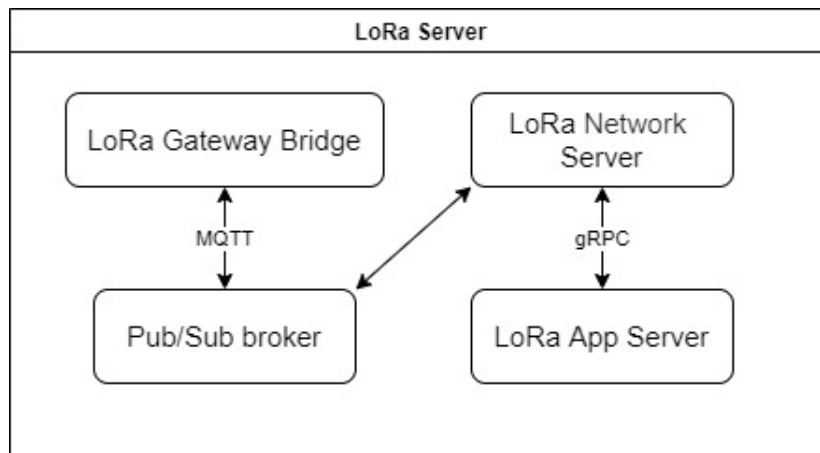 LoRa Server
LoRa Gateway Bridge
LoRa Network
Server
MQTT
gRPC
Pub/Sub broker
LoRa App Server